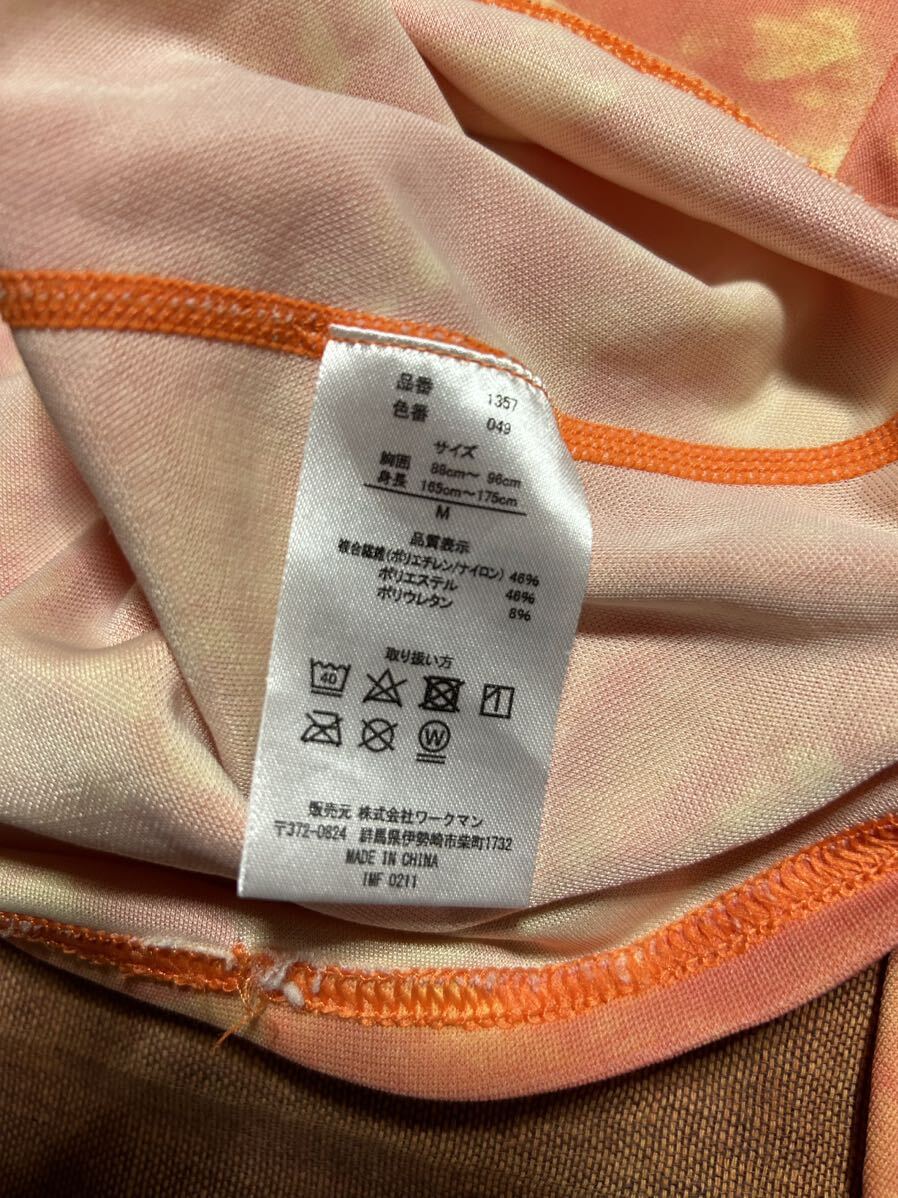 品番 1357
色番 049
サイズ
胸囲 88cm～ 96cm
身長 165cm～175cm
M
品質表示
複合繊維(ポリエチレン/ナイロン) 46%
ポリエステル 46%
ポリウレタン 8%
取り扱い方
40
W
販売元 株式会社ワークマン
〒372-0824 群馬県伊勢崎市柴町1732
MADE IN CHINA
IMF 0211